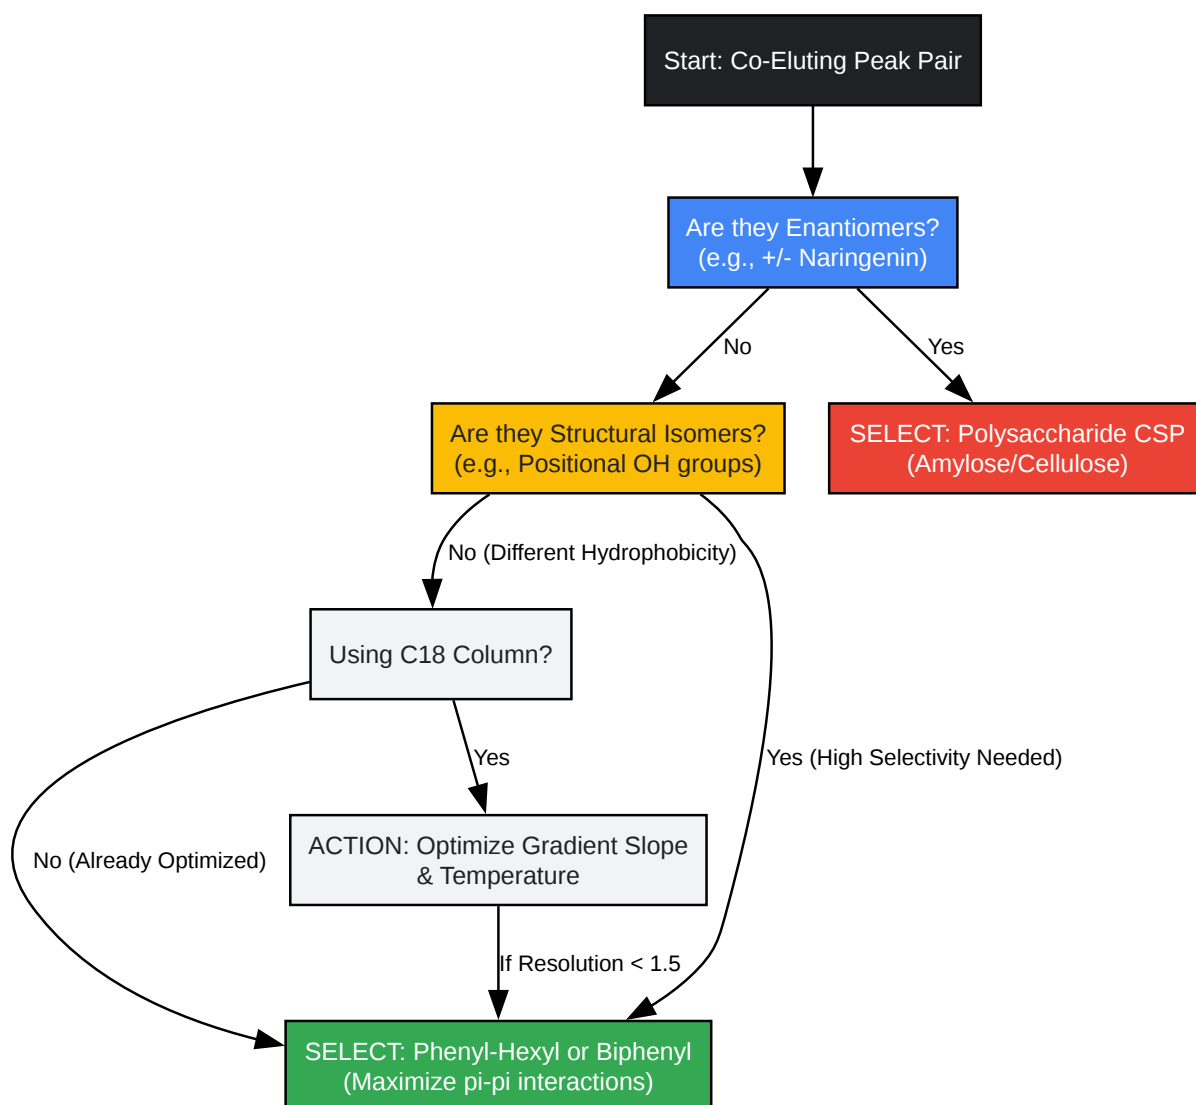 Start: Co-Eluting Peak Pair
Are they Enantiomers?
(e.g., +/- Naringenin)
No
Yes
Are they Structural Isomers?
(e.g., Positional OH groups)
SELECT: Polysaccharide CSP
(Amylose/Cellulose)
No (Different Hydrophobicity)
Using C18 Column?
Yes
Yes (High Selectivity Needed)
ACTION: Optimize Gradient Slope
& Temperature
No (Already Optimized)
If Resolution < 1.5
SELECT: Phenyl-Hexyl or Biphenyl
(Maximize pi-pi interactions)